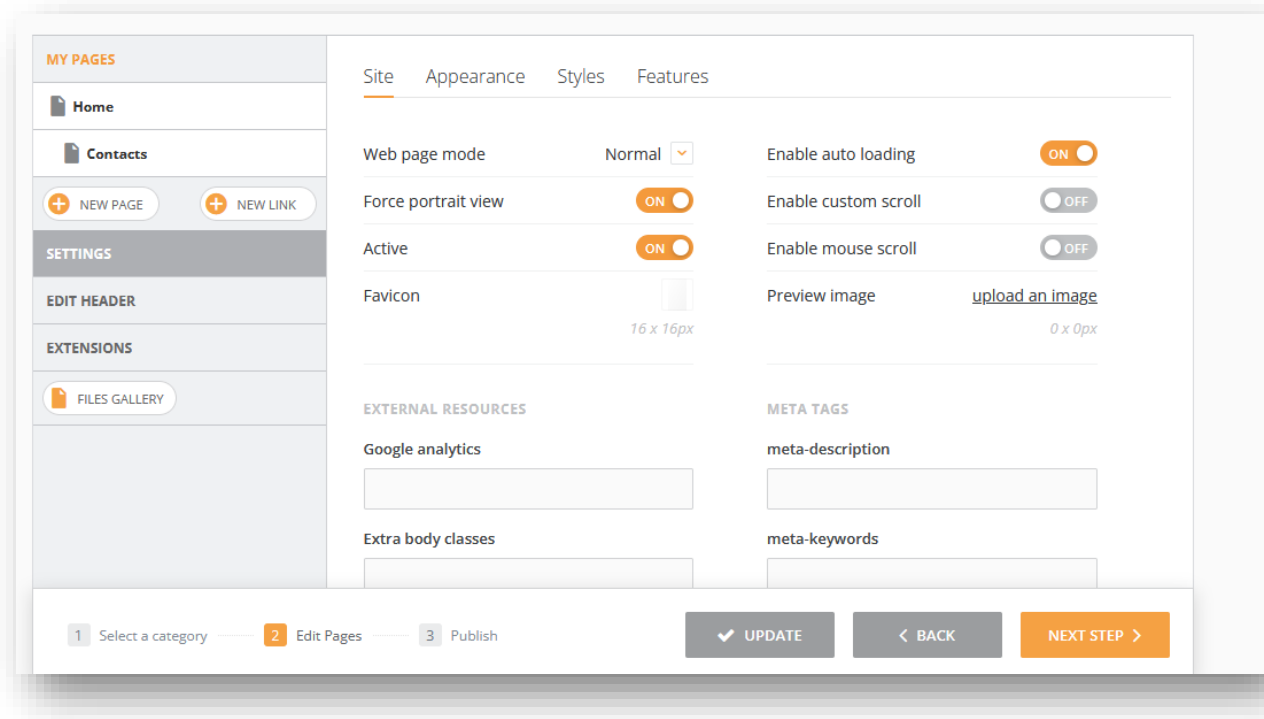 MY PAGES
Home
Contacts
NEW PAGE
NEW LINK
SETTINGS
EDIT HEADER
EXTENSIONS
FILES GALLERY
Site Appearance Styles Features
Web page mode Normal
Force portrait view ON
Active ON
Favicon
16 x 16px
Enable auto loading ON
Enable custom scroll OFF
Enable mouse scroll OFF
Preview image upload an image
0 x 0px
EXTERNAL RESOURCES
Google analytics
Extra body classes
META TAGS
meta-description
meta-keywords
1 Select a category 2 Edit Pages 3 Publish
UPDATE
BACK
NEXT STEP